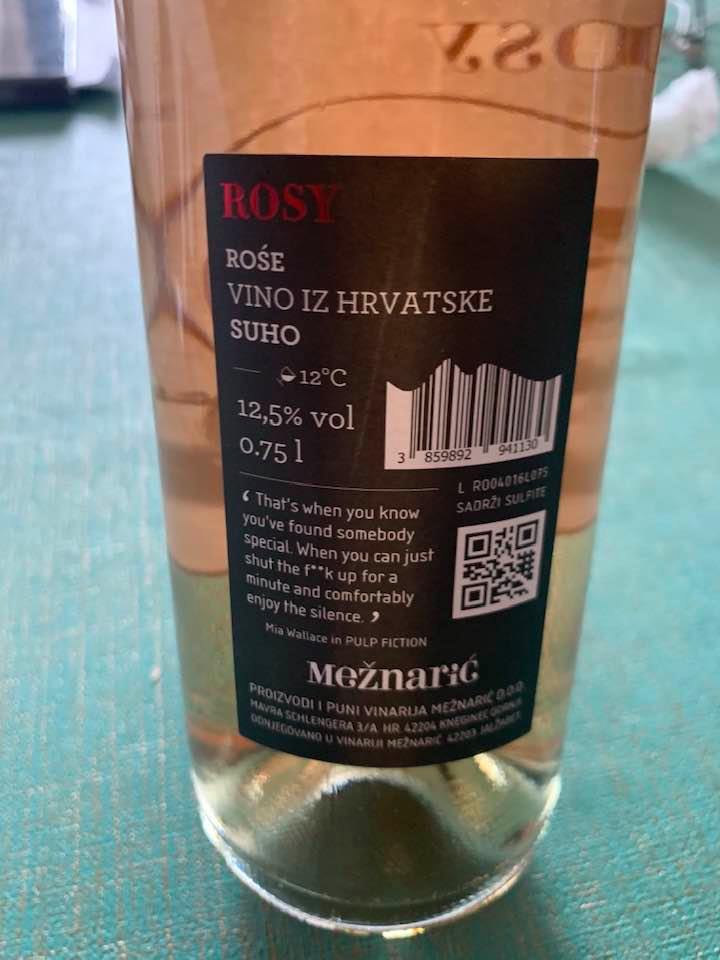 ROSY
ROSY
ROŚE
VINO IZ HRVATSKE
SUHO
12°C
12,5% vol
0.75 l
3 859892 941130
L RO04016L075
SADRŽI SULFITE
‘ That's when you know
you've found somebody
special. When you can just
shut the f**k up for a
minute and comfortably
enjoy the silence. ’
Mia Wallace in PULP FICTION
Mežnarić
PROIZVODI I PUNI VINARIJA MEŽNARIĆ D.O.O.
MAVRA SCHLENGERA 3/A HR 42204 KNEGINEC GORNJI
ODNJEGOVANO U VINARIJI MEŽNARIĆ 42203 JALŽABET